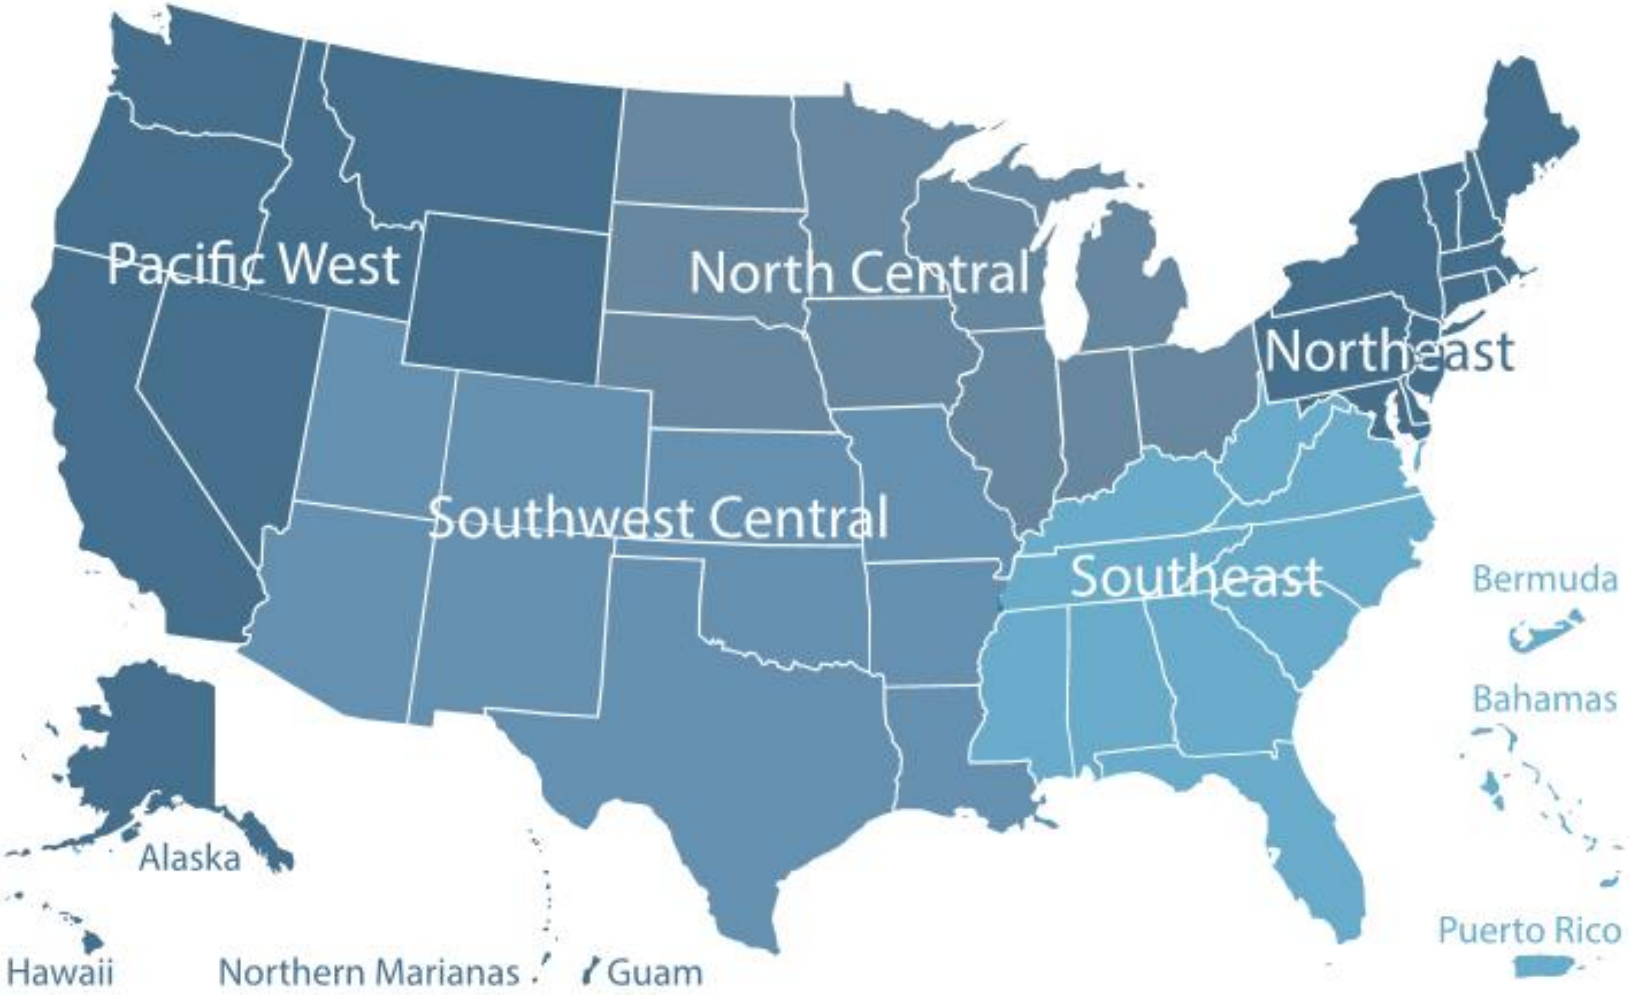 Pacific West
North Central
Northeast
Southwest Central
Southeast
Bermuda
Bahamas
Alaska
Puerto Rico
Hawaii
Northern Marianas
Guam